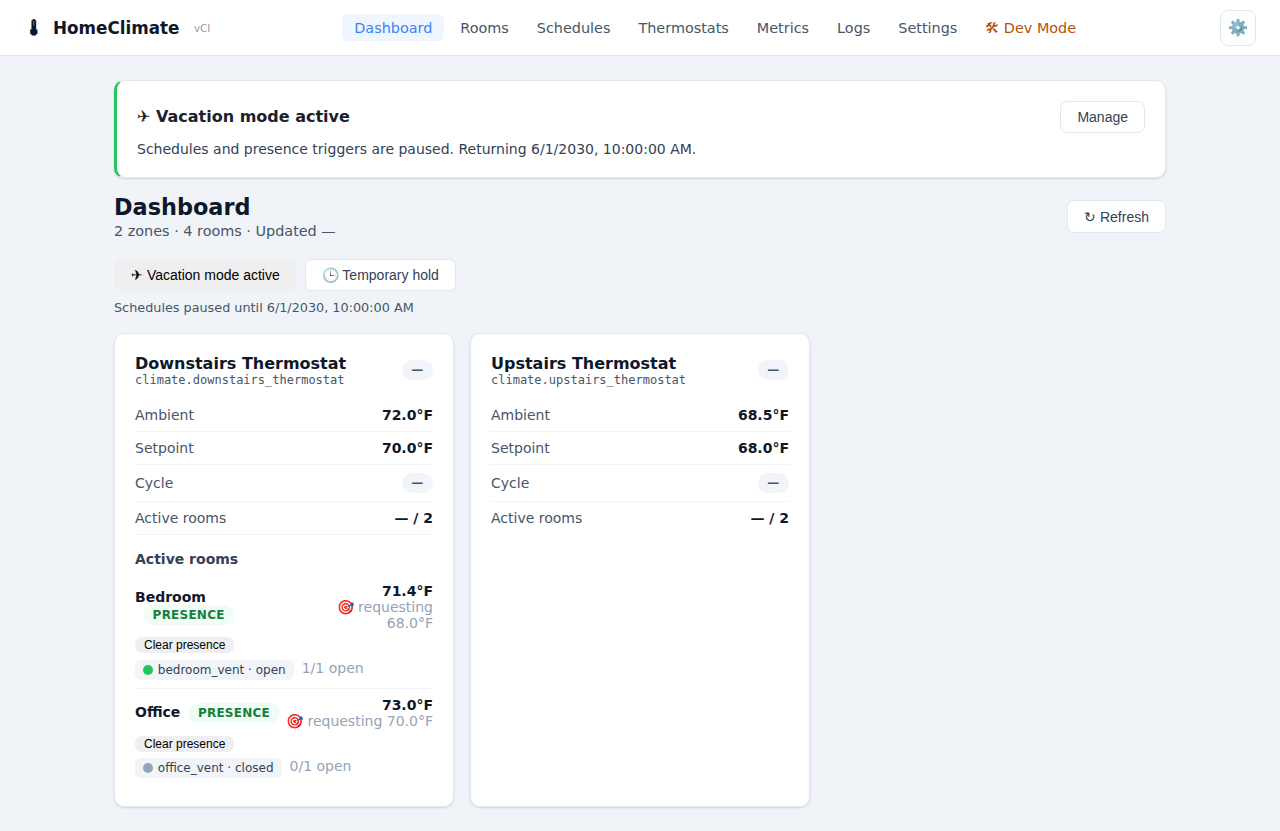 🌡 HomeClimate vCI Dashboard Rooms Schedules Thermostats Metrics Logs Settings 🛠 Dev Mode ⚙️
✈ Vacation mode active Manage
Schedules and presence triggers are paused. Returning 6/1/2030, 10:00:00 AM.
Dashboard
2 zones · 4 rooms · Updated — ↻ Refresh
✈ Vacation mode active 🕒 Temporary hold
Schedules paused until 6/1/2030, 10:00:00 AM
Downstairs Thermostat —
climate.downstairs_thermostat
Ambient 72.0°F
Setpoint 70.0°F
Cycle —
Active rooms — / 2
Active rooms
Bedroom 71.4°F
PRESENCE 🎯 requesting
68.0°F
Clear presence
bedroom_vent · open 1/1 open
Office PRESENCE 73.0°F
🎯 requesting 70.0°F
Clear presence
office_vent · closed 0/1 open
Upstairs Thermostat —
climate.upstairs_thermostat
Ambient 68.5°F
Setpoint 68.0°F
Cycle —
Active rooms — / 2